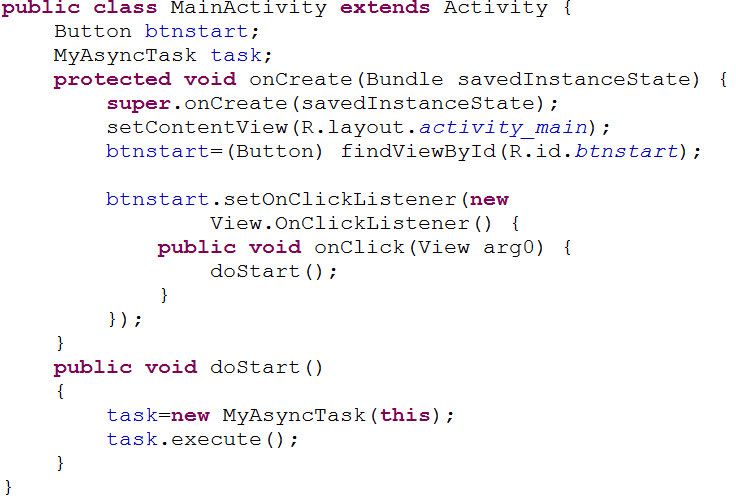 public class MainActivity extends Activity {
    Button btnstart;
    MyAsyncTask task;
    protected void onCreate(Bundle savedInstanceState) {
        super.onCreate(savedInstanceState);
        setContentView(R.layout.activity_main);
        btnstart=(Button) findViewById(R.id.btnstart);

        btnstart.setOnClickListener(new
                View.OnClickListener() {
            public void onClick(View arg0) {
                doStart();
            }
        });
    }
    public void doStart()
    {
        task=new MyAsyncTask(this);
        task.execute();
    }
}